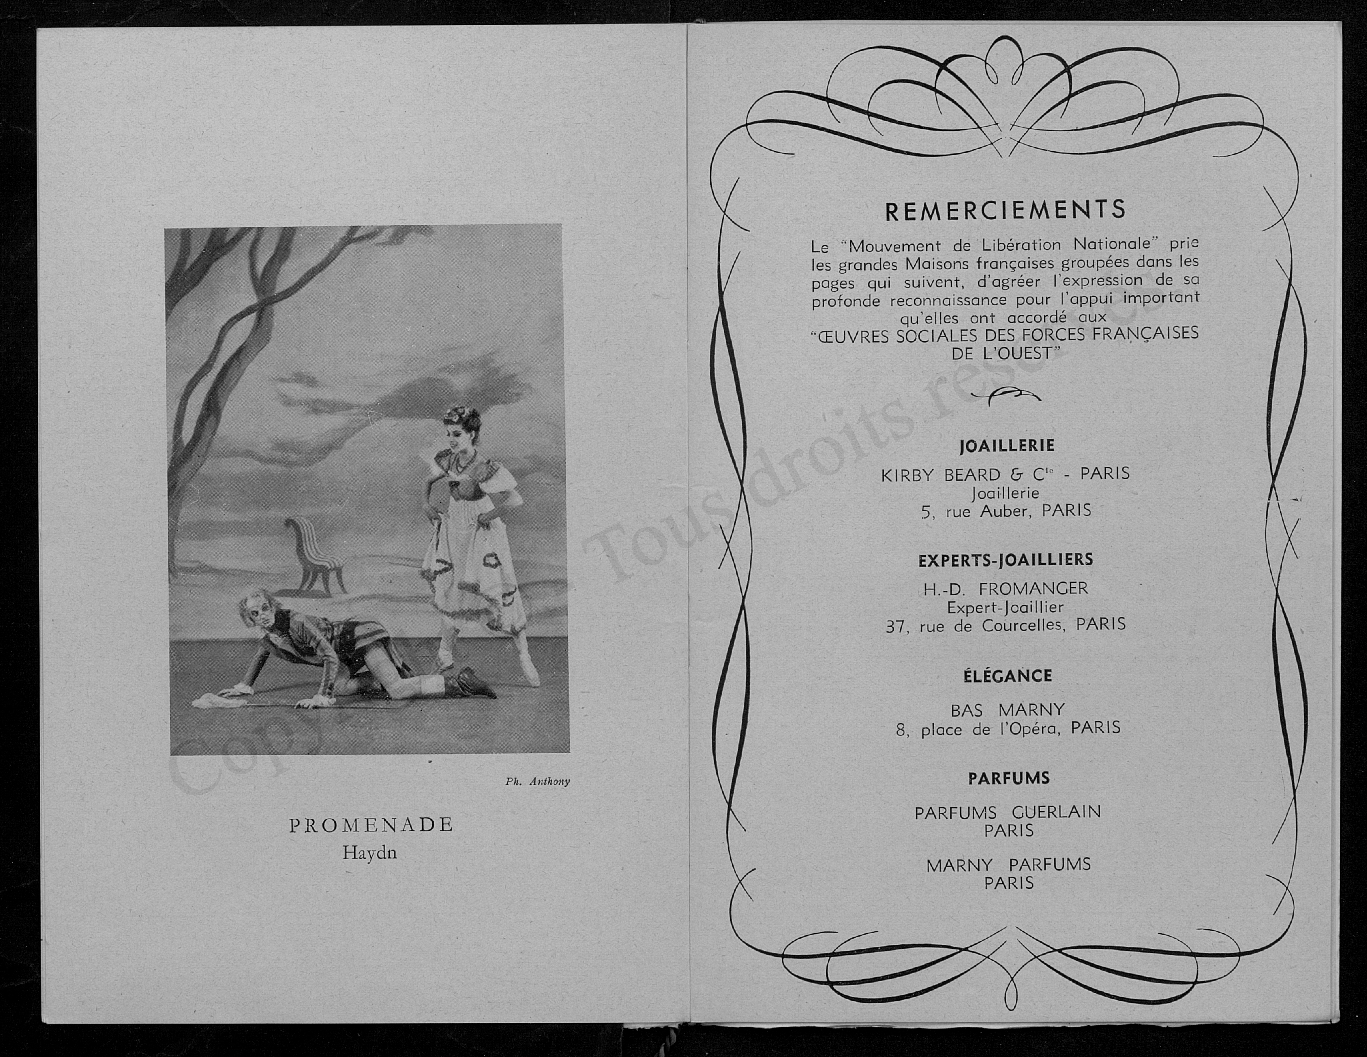 Ph. Anthony
PROMENADE
Haydn
REMERCIEMENTS
Le "Mouvement de Libération Nationale" prie
les grandes Maisons françaises groupées dans les
pages qui suivent, d'agréer l'expression de sa
profonde reconnaissance pour l'appui important
qu'elles ont accordé aux
"ŒUVRES SOCIALES DES FORCES FRANÇAISES
DE L'OUEST"
JOAILLERIE
KIRBY BEARD & Cie - PARIS
Joaillerie
5, rue Auber, PARIS
EXPERTS-JOAILLIERS
H.-D. FROMANGER
Expert-Joaillier
37, rue de Courcelles, PARIS
ÉLÉGANCE
BAS MARNY
8, place de l'Opéra, PARIS
PARFUMS
PARFUMS GUERLAIN
PARIS
MARNY PARFUMS
PARIS
Tous droits réservés.